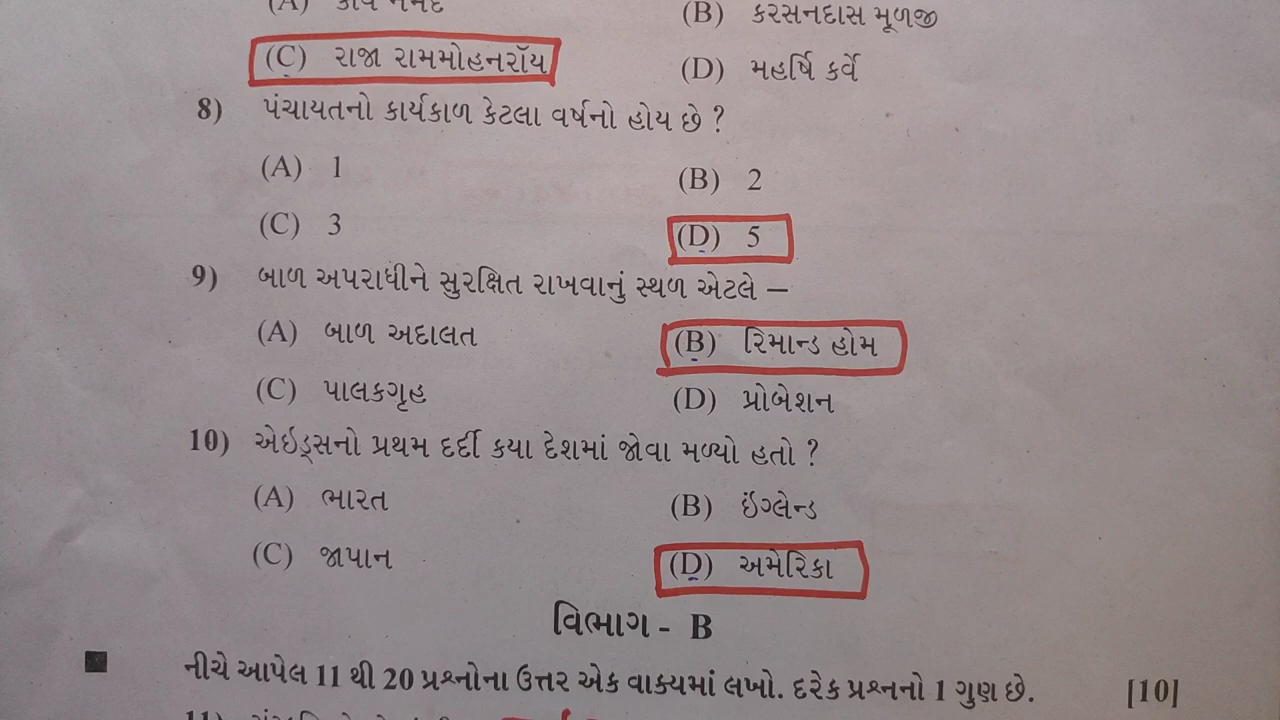 (B) કરસનદાસ મૂળજી
(C) રાજા રામમોહનરૉય (D) મહર્ષિ કર્વે
8) પંચાયતનો કાર્યકાળ કેટલા વર્ષનો હોય છે ?
(A) 1 (B) 2
(C) 3 (D) 5
9) બાળ અપરાધીને સુરક્ષિત રાખવાનું સ્થળ એટલે –
(A) બાળ અદાલત (B) રિમાન્ડ હોમ
(C) પાલકગૃહ (D) પ્રોબેશન
10) એઇડ્સનો પ્રથમ દર્દી કયા દેશમાં જોવા મળ્યો હતો ?
(A) ભારત (B) ઇંગ્લેન્ડ
(C) જાપાન (D) અમેરિકા
વિભાગ - B
નીચે આપેલ 11 થી 20 પ્રશ્નોના ઉત્તર એક વાક્યમાં લખો. દરેક પ્રશ્નનો 1 ગુણ છે. [10]